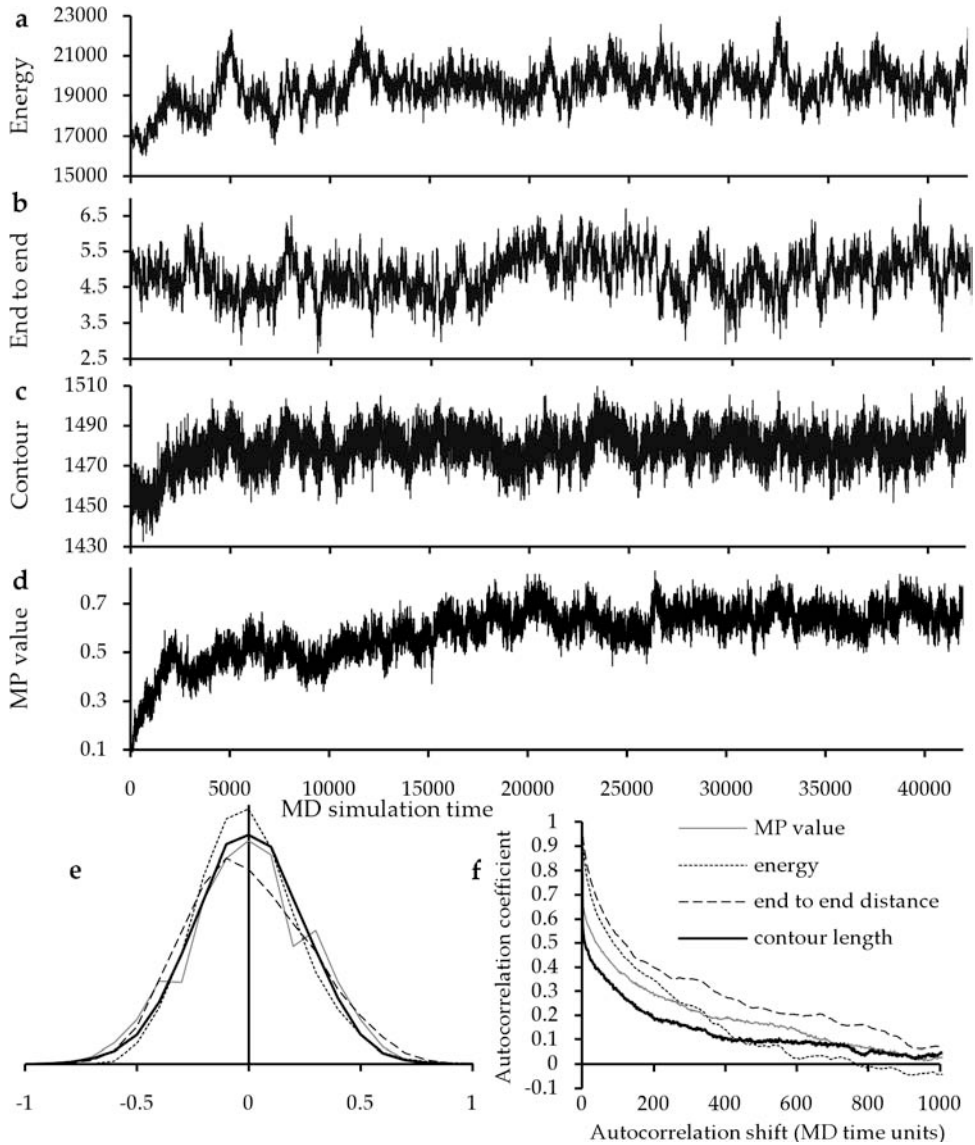 a
Energy
23000
21000
19000
17000
15000
b
End to end
6.5
5.5
4.5
3.5
2.5
c
Contour
1510
1490
1470
1450
1430
d
MP value
0.7
0.5
0.3
0.1
0 5000 10000 15000 20000 25000 30000 35000 40000
MD simulation time
e
-1 -0.5 0 0.5 1
f
Autocorrelation coefficient
1
0.9
0.8
0.7
0.6
0.5
0.4
0.3
0.2
0.1
0
-0.1
MP value
energy
end to end distance
contour length
0 200 400 600 800 1000
Autocorrelation shift (MD time units)